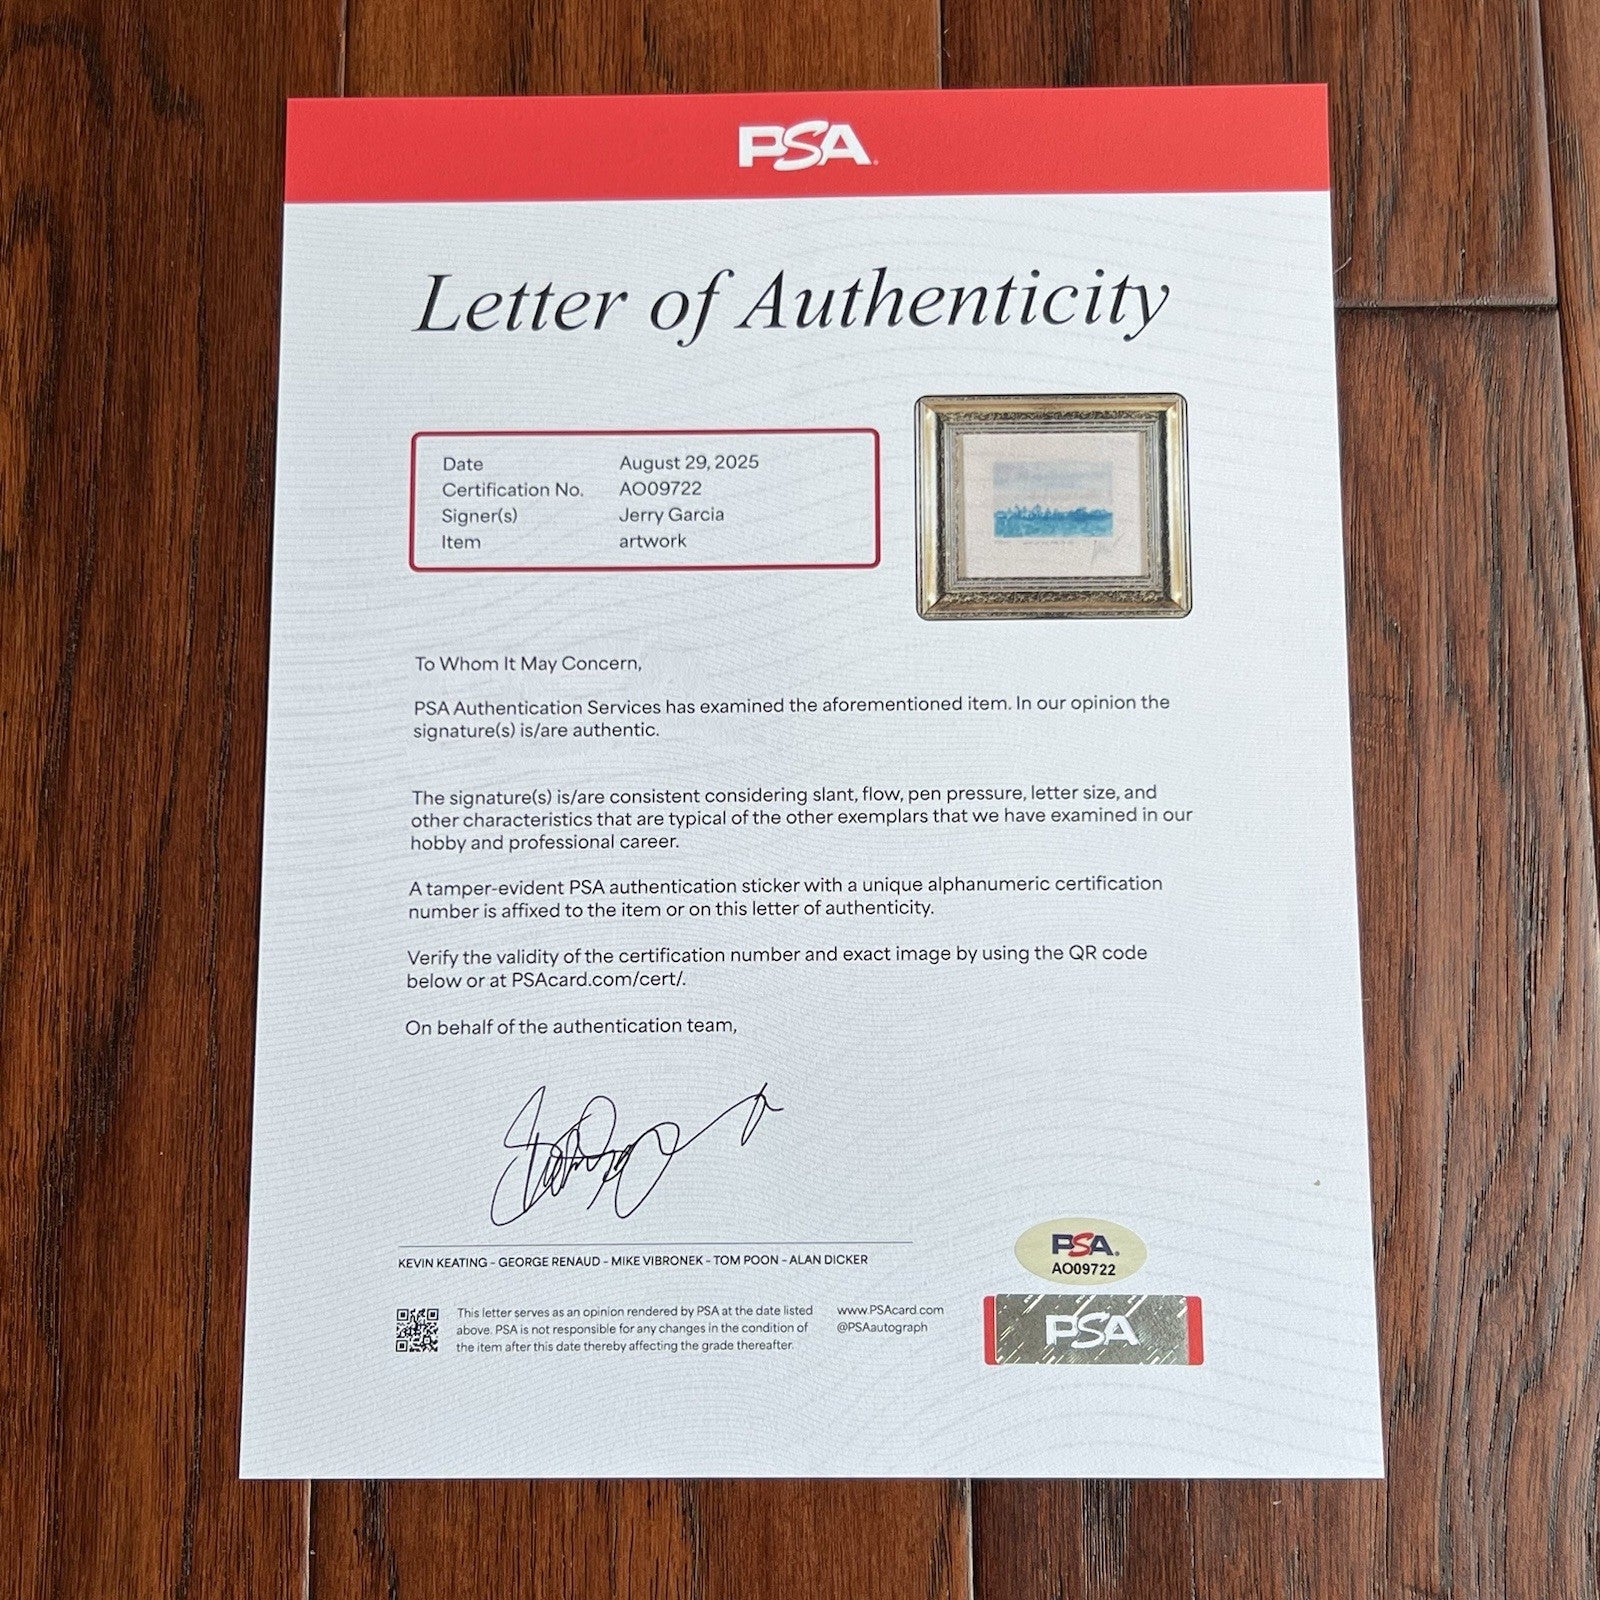 PSA
Letter of Authenticity
Date August 29, 2025
Certification No. AO09722
Signer(s) Jerry Garcia
Item artwork
To Whom It May Concern,
PSA Authentication Services has examined the aforementioned item. In our opinion the
signature(s) is/are authentic.
The signature(s) is/are consistent considering slant, flow, pen pressure, letter size, and
other characteristics that are typical of the other exemplars that we have examined in our
hobby and professional career.
A tamper-evident PSA authentication sticker with a unique alphanumeric certification
number is affixed to the item or on this letter of authenticity.
Verify the validity of the certification number and exact image by using the QR code
below or at PSAcard.com/cert/.
On behalf of the authentication team,
KEVIN KEATING – GEORGE RENAUD – MIKE VIBRONEK – TOM POON – ALAN DICKER
This letter serves as an opinion rendered by PSA at the date listed
above. PSA is not responsible for any changes in the condition of
the item after this date thereby affecting the grade thereafter.
www.PSAcard.com
@PSAautograph
PSA
AO09722
PSA